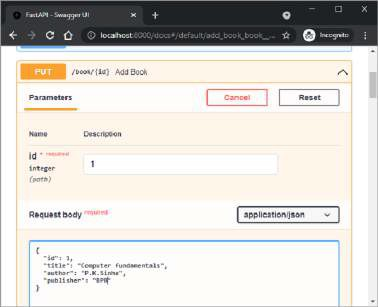 FastAPI - Swagger UI
localhost:8000/docs#/default/add_book_book__...
Incognito
PUT /book/{id} Add Book
Parameters
Cancel
Reset
Name Description
id * required
integer
(path)
1
Request body required
application/json
{
"id": 1,
"title": "Computer fundamentals",
"author": "P.K.Sinha",
"publisher": "BPB"
}